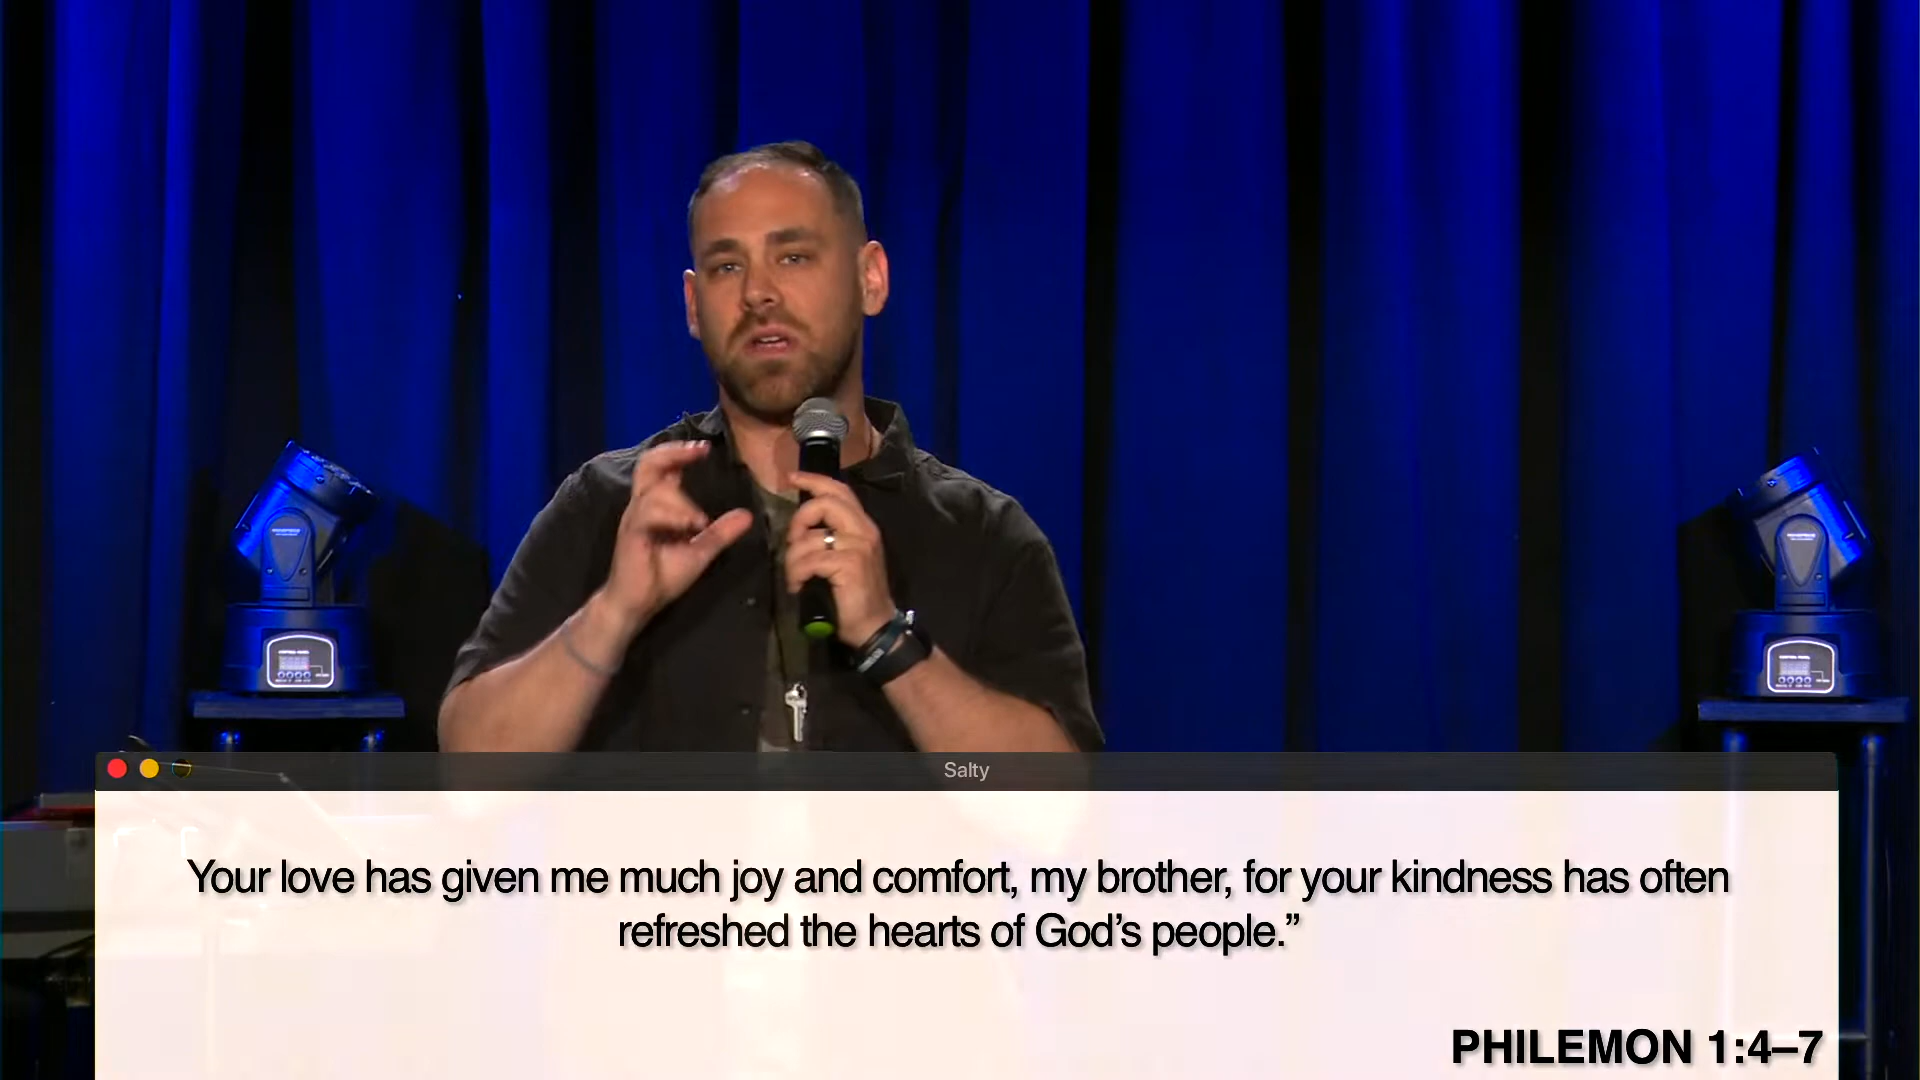 Salty
Your love has given me much joy and comfort, my brother, for your kindness has often
refreshed the hearts of God’s people.”
PHILEMON 1:4–7